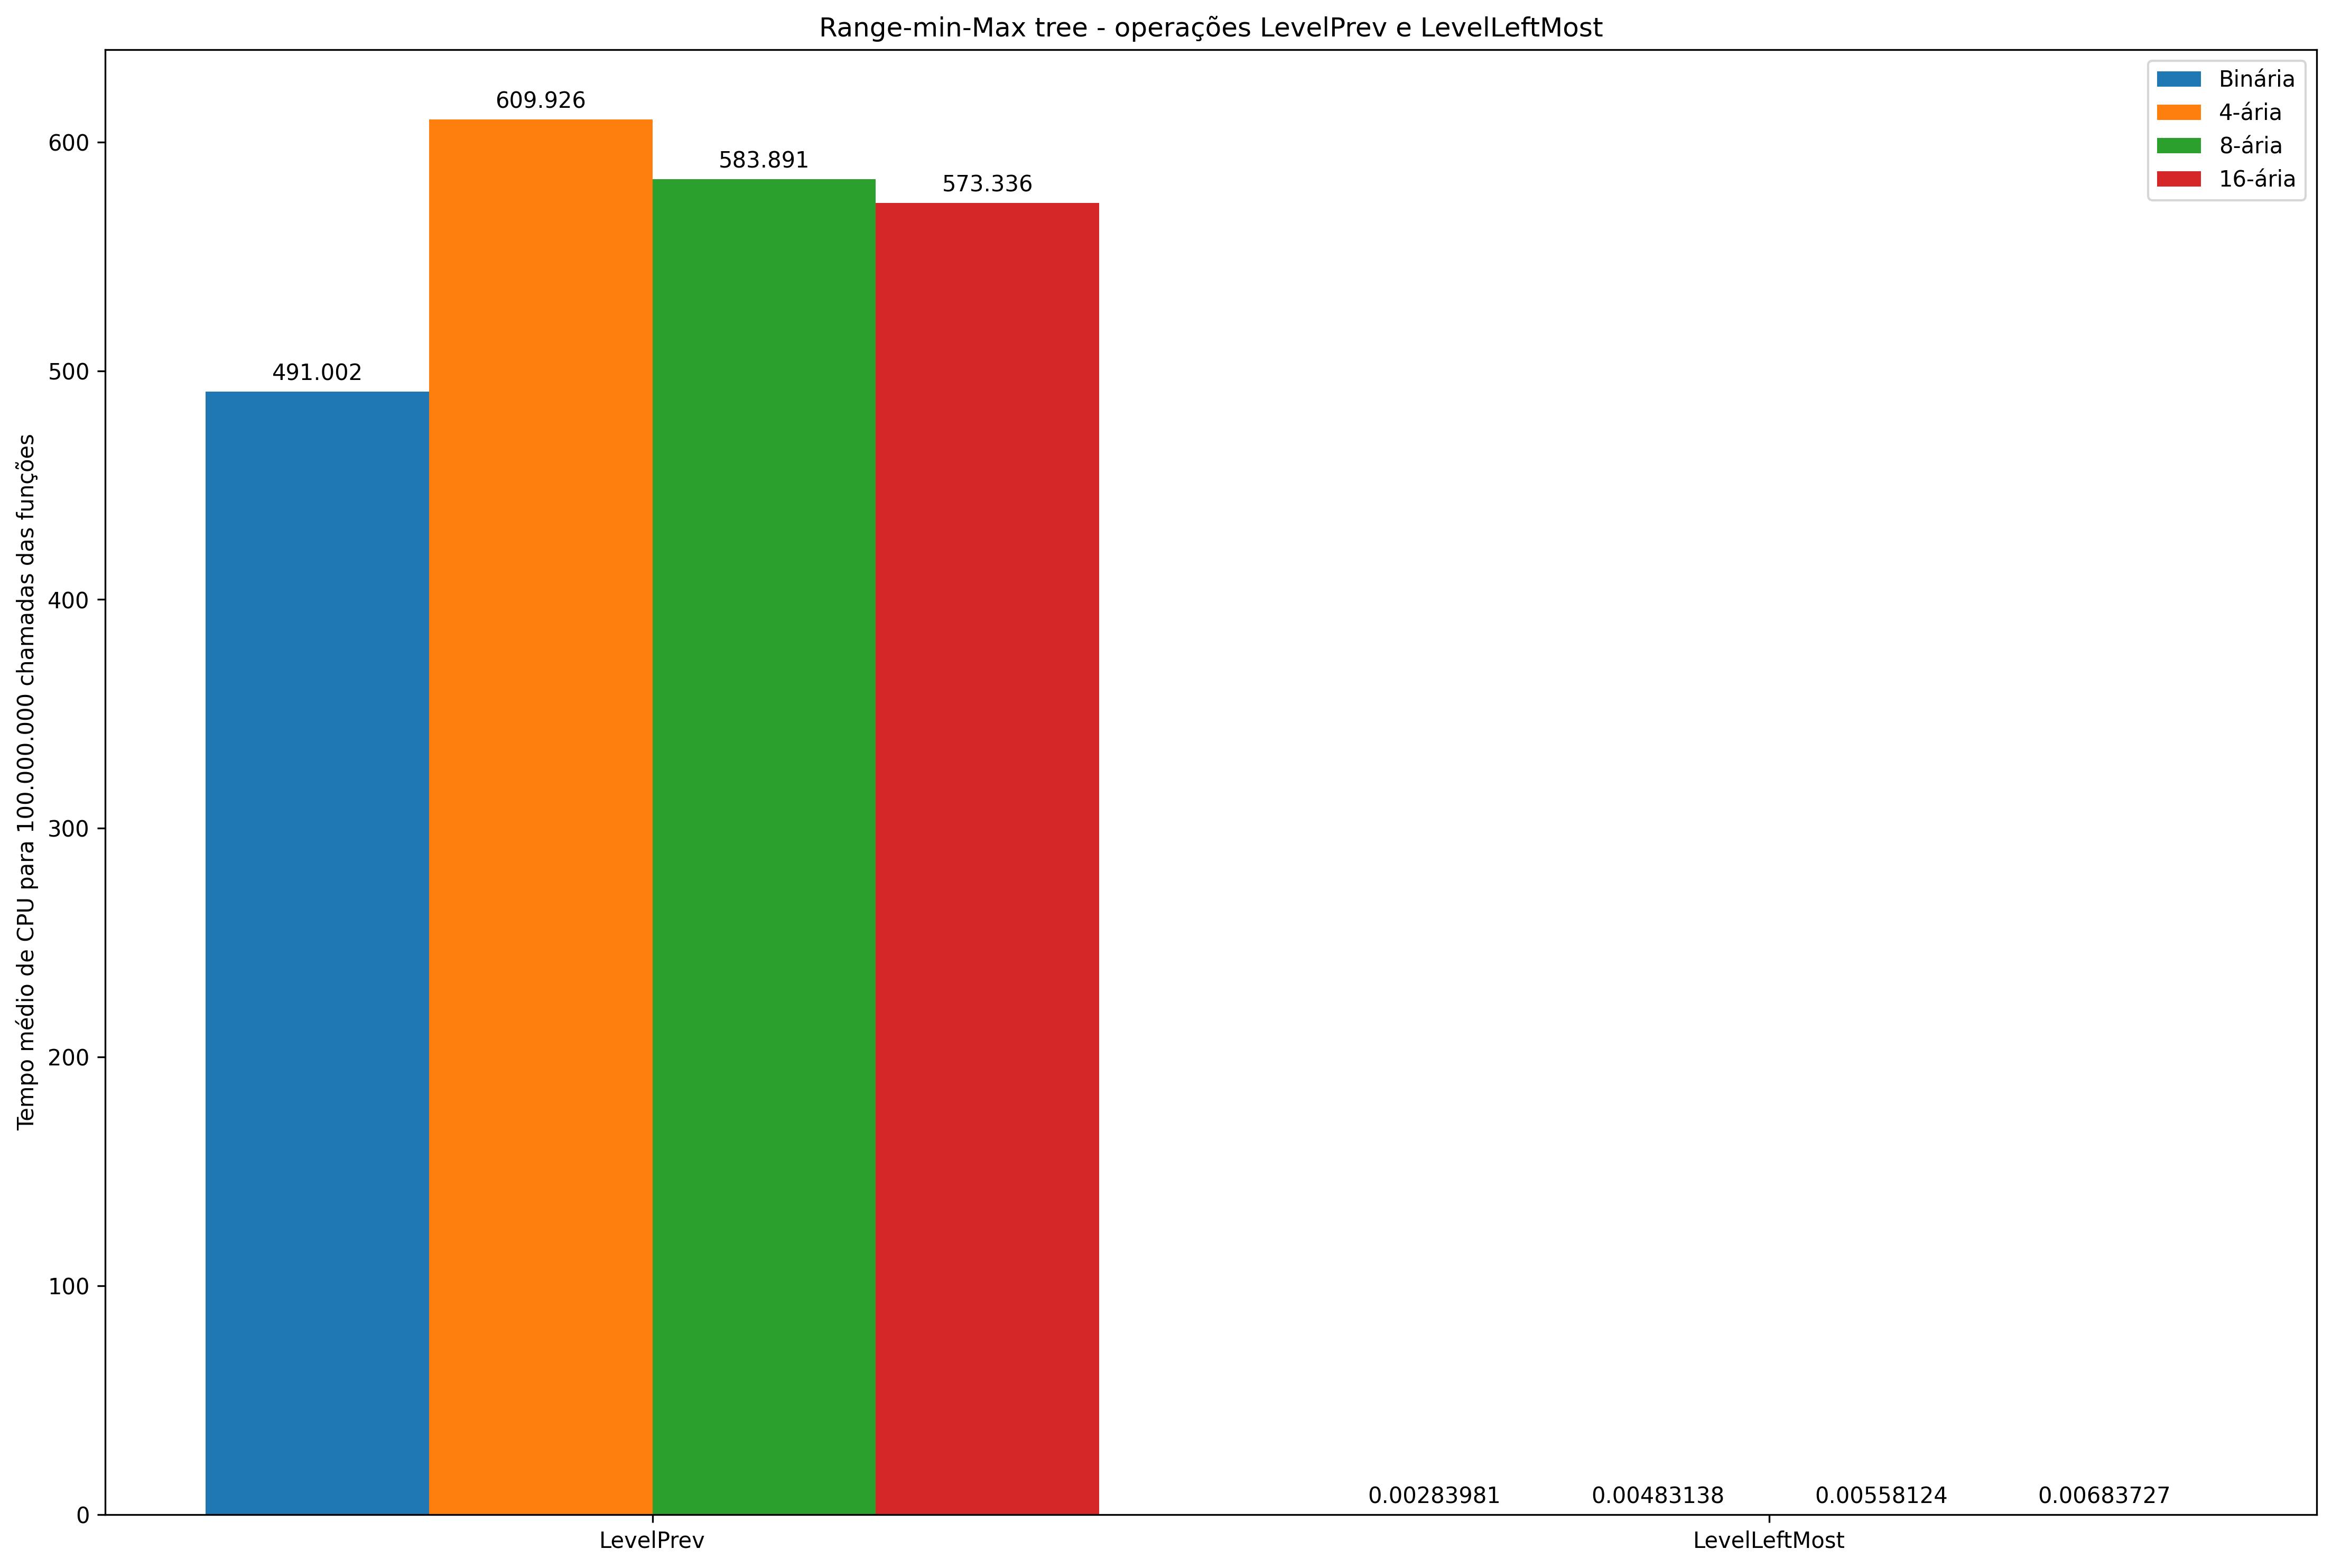 Range-min-Max tree - operações LevelPrev e LevelLeftMost
Binária
4-ária
8-ária
16-ária
Tempo médio de CPU para 100.000.000 chamadas das funções
600
500
400
300
200
100
0
491.002
609.926
583.891
573.336
0.00283981
0.00483138
0.00558124
0.00683727
LevelPrev
LevelLeftMost